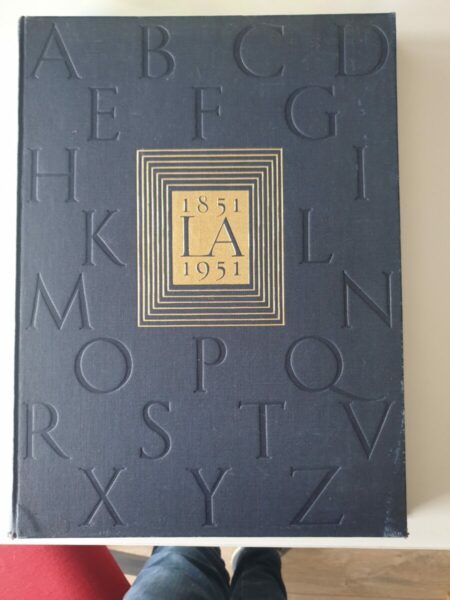 A B C D
E F G
H I
1851
LA
1951
K L
M N
O P Q
R S T V
X Y Z